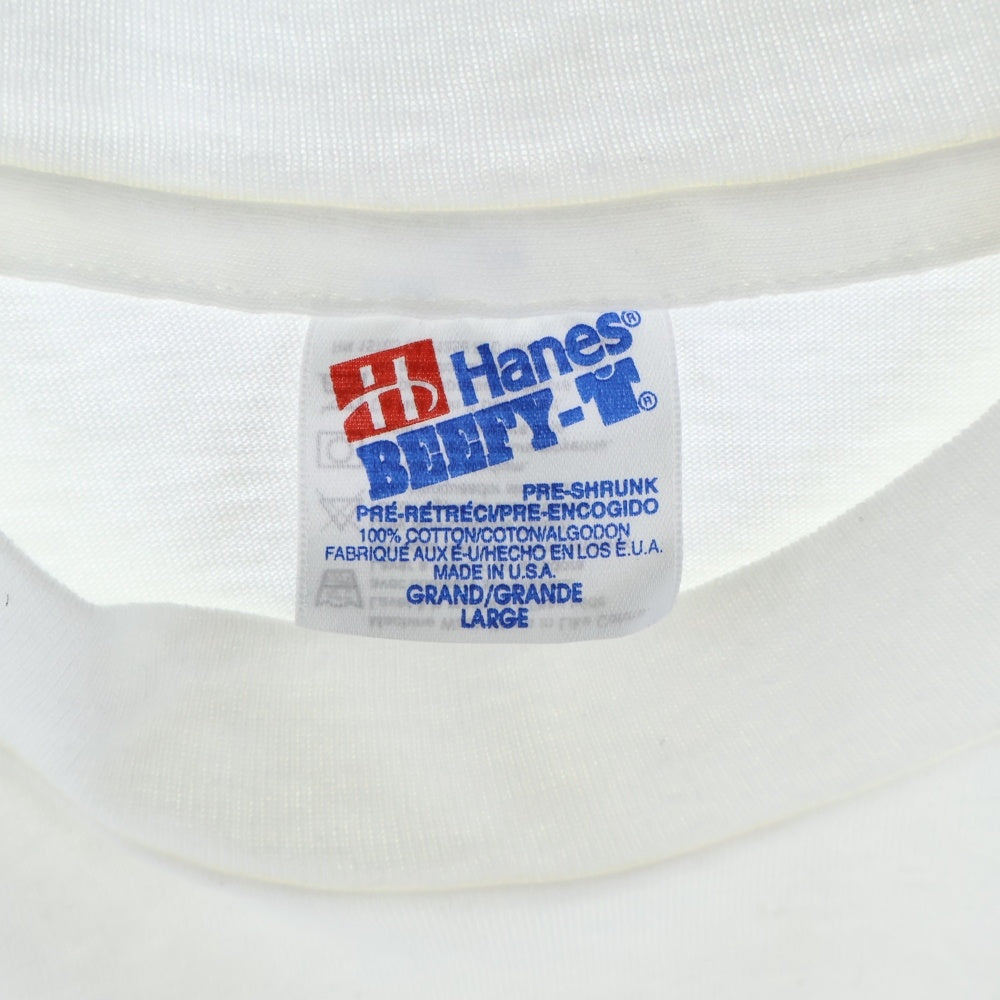 H Hanes®
BEEFY-T®
PRE-SHRUNK
PRÉ-RÉTRÉCI/PRE-ENCOGIDO
100% COTTON/COTON/ALGODON
FABRIQUÉ AUX É-U/HECHO EN LOS E.U.A.
MADE IN U.S.A.
GRAND/GRANDE
LARGE